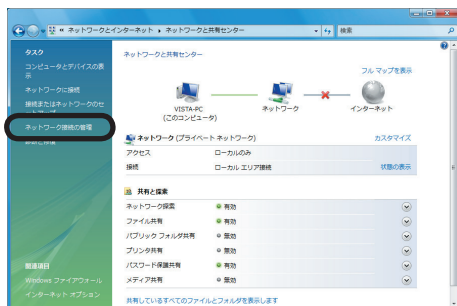 « ネットワークとインターネット ▸ ネットワークと共有センター
検索
タスク
コンピュータとデバイスの表示
ネットワークに接続
接続またはネットワークのセットアップ
ネットワーク接続の管理
診断と修復
関連項目
Windows ファイアウォール
インターネット オプション
ネットワークと共有センター
フル マップを表示
VISTA-PC
(このコンピュータ)
ネットワーク
インターネット
ネットワーク (プライベート ネットワーク)
カスタマイズ
アクセス
ローカルのみ
接続
ローカル エリア接続
状態の表示
共有と探索
ネットワーク探索
有効
ファイル共有
有効
パブリック フォルダ共有
無効
プリンタ共有
無効
パスワード保護共有
有効
メディア共有
無効
共有しているすべてのファイルとフォルダを表示します